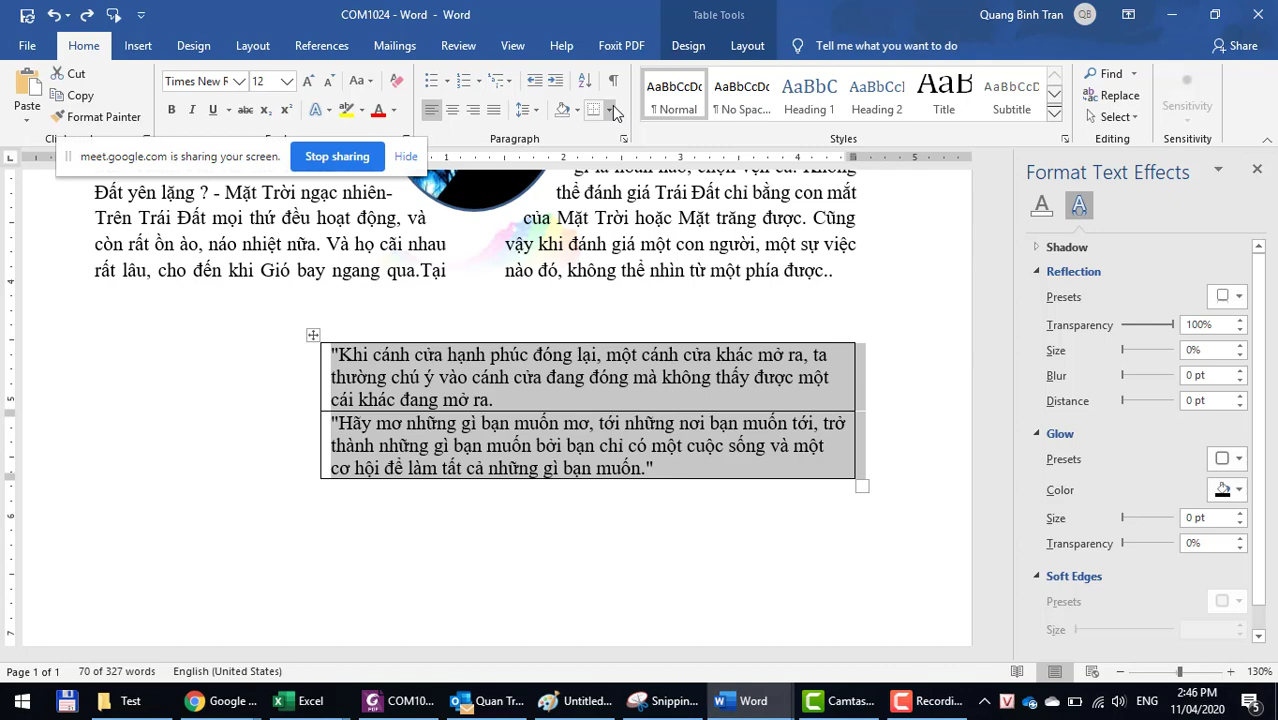 COM1024 - Word - Word
Table Tools
Quang Binh Tran
QB
File
Home
Insert
Design
Layout
References
Mailings
Review
View
Help
Foxit PDF
Design
Layout
Tell me what you want to do
Share
Paste
Cut
Copy
Format Painter
Times New R
12
Aa
B I U abc x₂ x²
Paragraph
AaBbCcDc
¶ Normal
AaBbCcDc
¶ No Spac...
AaBbC
Heading 1
AaBbCcl
Heading 2
AaBb
Title
AaBbCcD
Subtitle
Styles
Find
Replace
Select
Editing
Sensitivity
Sensitivity
meet.google.com is sharing your screen.
Stop sharing
Hide
Đất yên lặng ? - Mặt Trời ngạc nhiên-
Trên Trái Đất mọi thứ đều hoạt động, và
còn rất ồn ào, náo nhiệt nữa. Và họ cãi nhau
rất lâu, cho đến khi Gió bay ngang qua.Tại
thể đánh giá Trái Đất chỉ bằng con mắt
của Mặt Trời hoặc Mặt trăng được. Cũng
vậy khi đánh giá một con người, một sự việc
nào đó, không thể nhìn từ một phía được..
"Khi cánh cửa hạnh phúc đóng lại, một cánh cửa khác mở ra, ta
thường chú ý vào cánh cửa đang đóng mà không thấy được một
cái khác đang mở ra.
"Hãy mơ những gì bạn muốn mơ, tới những nơi bạn muốn tới, trở
thành những gì bạn muốn bởi bạn chỉ có một cuộc sống và một
cơ hội để làm tất cả những gì bạn muốn."
Format Text Effects
Shadow
Reflection
Presets
Transparency
100%
Size
0%
Blur
0 pt
Distance
0 pt
Glow
Presets
Color
Size
0 pt
Transparency
0%
Soft Edges
Presets
Size
Page 1 of 1
70 of 327 words
English (United States)
130%
Test
Google ...
Excel
COM10...
Quan Tr...
Untitled...
Snippin...
Word
Camtas...
Recordi...
ENG
2:46 PM
11/04/2020
5